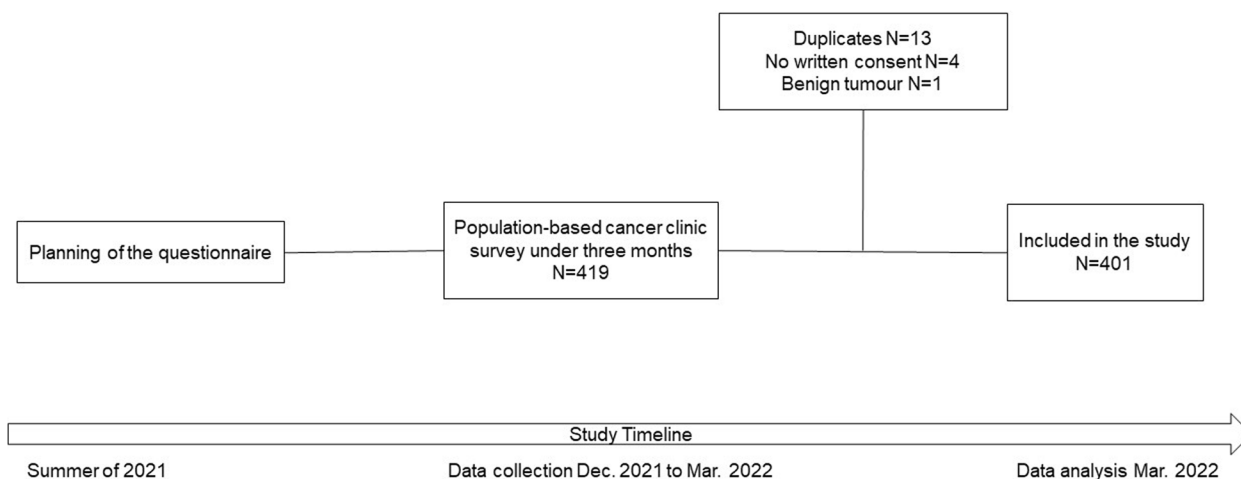 Duplicates N=13
No written consent N=4
Benign tumour N=1
Planning of the questionnaire
Population-based cancer clinic
survey under three months
N=419
Included in the study
N=401
Study Timeline
Summer of 2021
Data collection Dec. 2021 to Mar. 2022
Data analysis Mar. 2022